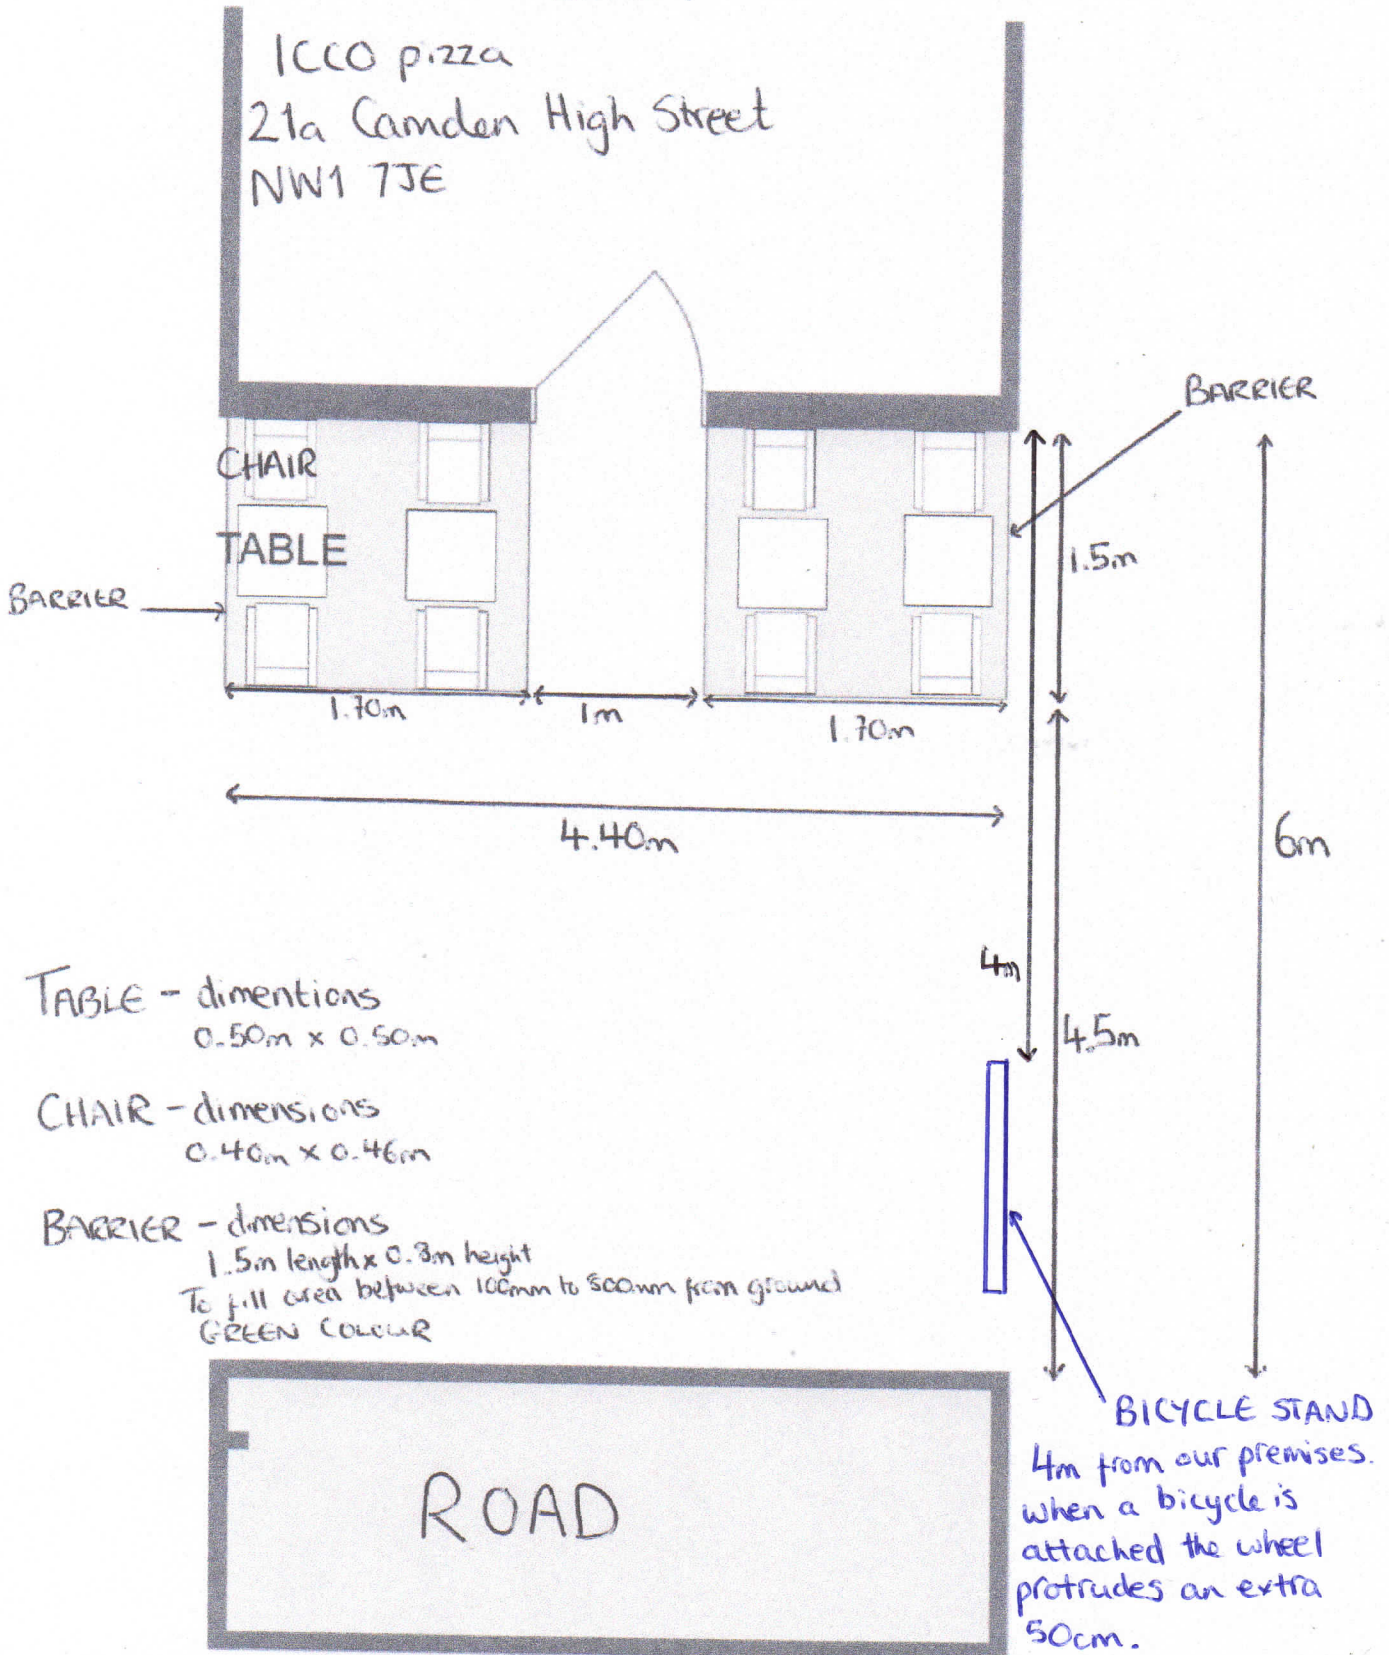 ICCO pizza
21a Camden High Street
NW1 7JE
BARRIER
CHAIR
TABLE
BARRIER
1.5m
1.70m
1m
1.70m
4.40m
6m
4m
4.5m
TABLE - dimentions
0.50m x 0.50m
CHAIR - dimensions
0.40m x 0.46m
BARRIER - dimensions
1.5m length x 0.8m height
To fill area between 100mm to 800mm from ground
GREEN COLOUR
ROAD
BICYCLE STAND
4m from our premises.
when a bicycle is
attached the wheel
protrudes an extra
50cm.